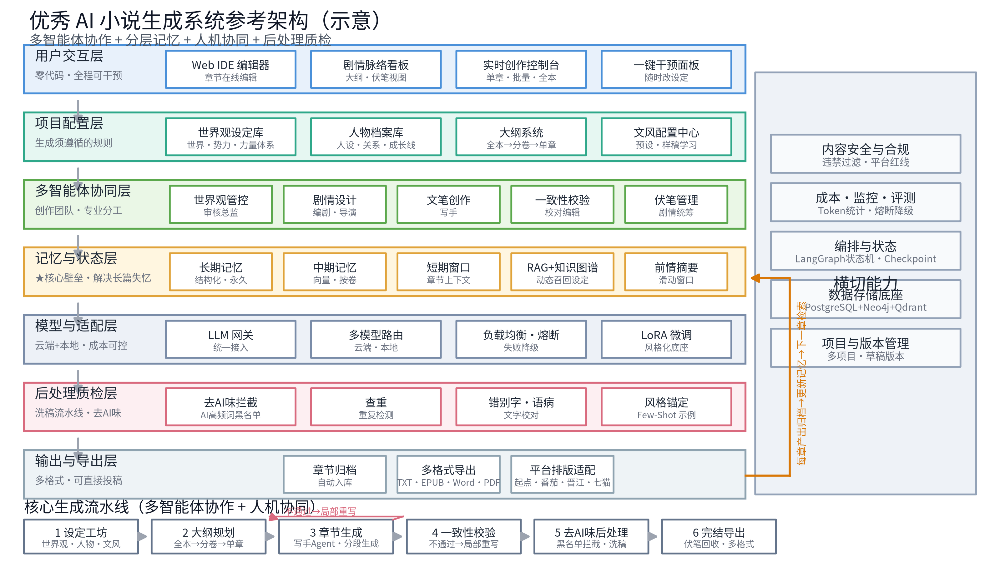 优秀 AI 小说生成系统参考架构（示意）
多智能体协作 + 分层记忆 + 人机协同 + 后处理质检
用户交互层
零代码・全程可干预
Web IDE 编辑器
章节在线编辑
剧情脉络看板
大纲・伏笔视图
实时创作控制台
单章・批量・全本
一键干预面板
随时改设定
项目配置层
生成须遵循的规则
世界观设定库
世界・势力・力量体系
人物档案库
人设・关系・成长线
大纲系统
全本→分卷→单章
文风配置中心
预设・样稿学习
多智能体协同层
创作团队・专业分工
世界观管控
审核总监
剧情设计
编剧・导演
文笔创作
写手
一致性校验
校对编辑
伏笔管理
剧情统筹
记忆与状态层
★核心壁垒・解决长篇失忆
长期记忆
结构化・永久
中期记忆
向量・按卷
短期窗口
章节上下文
RAG+知识图谱
动态召回设定
前情摘要
滑动窗口
模型与适配层
云端+本地・成本可控
LLM 网关
统一接入
多模型路由
云端・本地
负载均衡・熔断
失败降级
LoRA 微调
风格化底座
后处理质检层
洗稿流水线・去AI味
去AI味拦截
AI高频词黑名单
查重
重复检测
错别字・语病
文字校对
风格锚定
Few-Shot 示例
输出与导出层
多格式・可直接投稿
章节归档
自动入库
多格式导出
TXT・EPUB・Word・PDF
平台排版适配
起点・番茄・晋江・七猫
内容安全与合规
违禁过滤・平台红线
成本・监控・评测
Token统计・熔断降级
编排与状态
LangGraph状态机・Checkpoint
横切能力
数据存储底座
PostgreSQL+Neo4j+Qdrant
项目与版本管理
多项目・草稿版本
每章产出归档→更新记忆→下一章检索
核心生成流水线（多智能体协作 + 人机协同）
不通过→局部重写
1 设定工坊
世界观・人物・文风
2 大纲规划
全本→分卷→单章
3 章节生成
写手Agent・分段生成
4 一致性校验
不通过→局部重写
5 去AI味后处理
黑名单拦截・洗稿
6 完结导出
伏笔回收・多格式